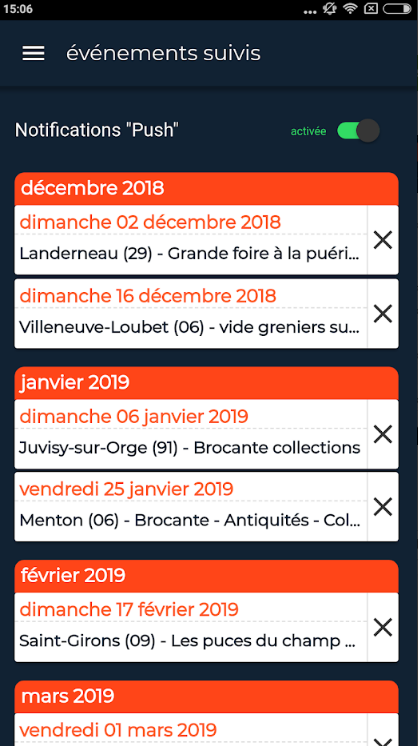 15:06
événements suivis
Notifications "Push"
activée
décembre 2018
dimanche 02 décembre 2018
Landerneau (29) - Grande foire à la puéri...
dimanche 16 décembre 2018
Villeneuve-Loubet (06) - vide greniers su...
janvier 2019
dimanche 06 janvier 2019
Juvisy-sur-Orge (91) - Brocante collections
vendredi 25 janvier 2019
Menton (06) - Brocante - Antiquités - Col...
février 2019
dimanche 17 février 2019
Saint-Girons (09) - Les puces du champ ...
mars 2019
vendredi 01 mars 2019